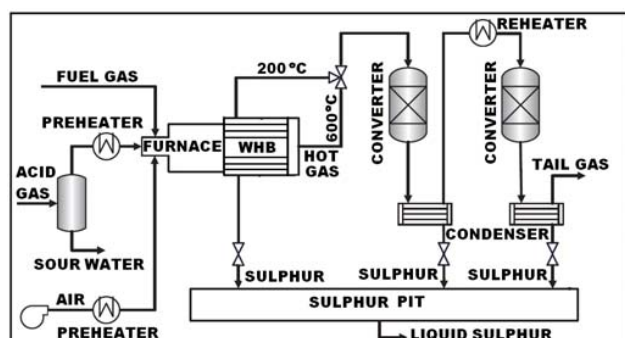 REHEATER
200°C
FUEL GAS
600°C
CONVERTER
CONVERTER
PREHEATER
FURNACE
WHB
HOT
GAS
TAIL GAS
ACID
GAS
CONDENSER
SOUR WATER
SULPHUR
SULPHUR
SULPHUR
AIR
SULPHUR PIT
PREHEATER
LIQUID SULPHUR